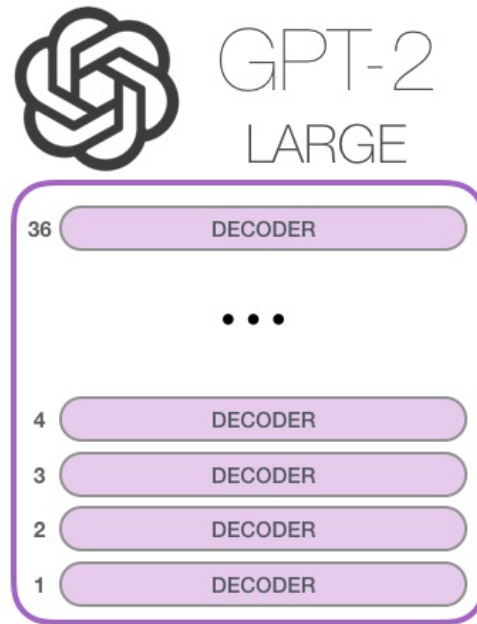 GPT-2
LARGE
36 DECODER
• • •
4 DECODER
3 DECODER
2 DECODER
1 DECODER